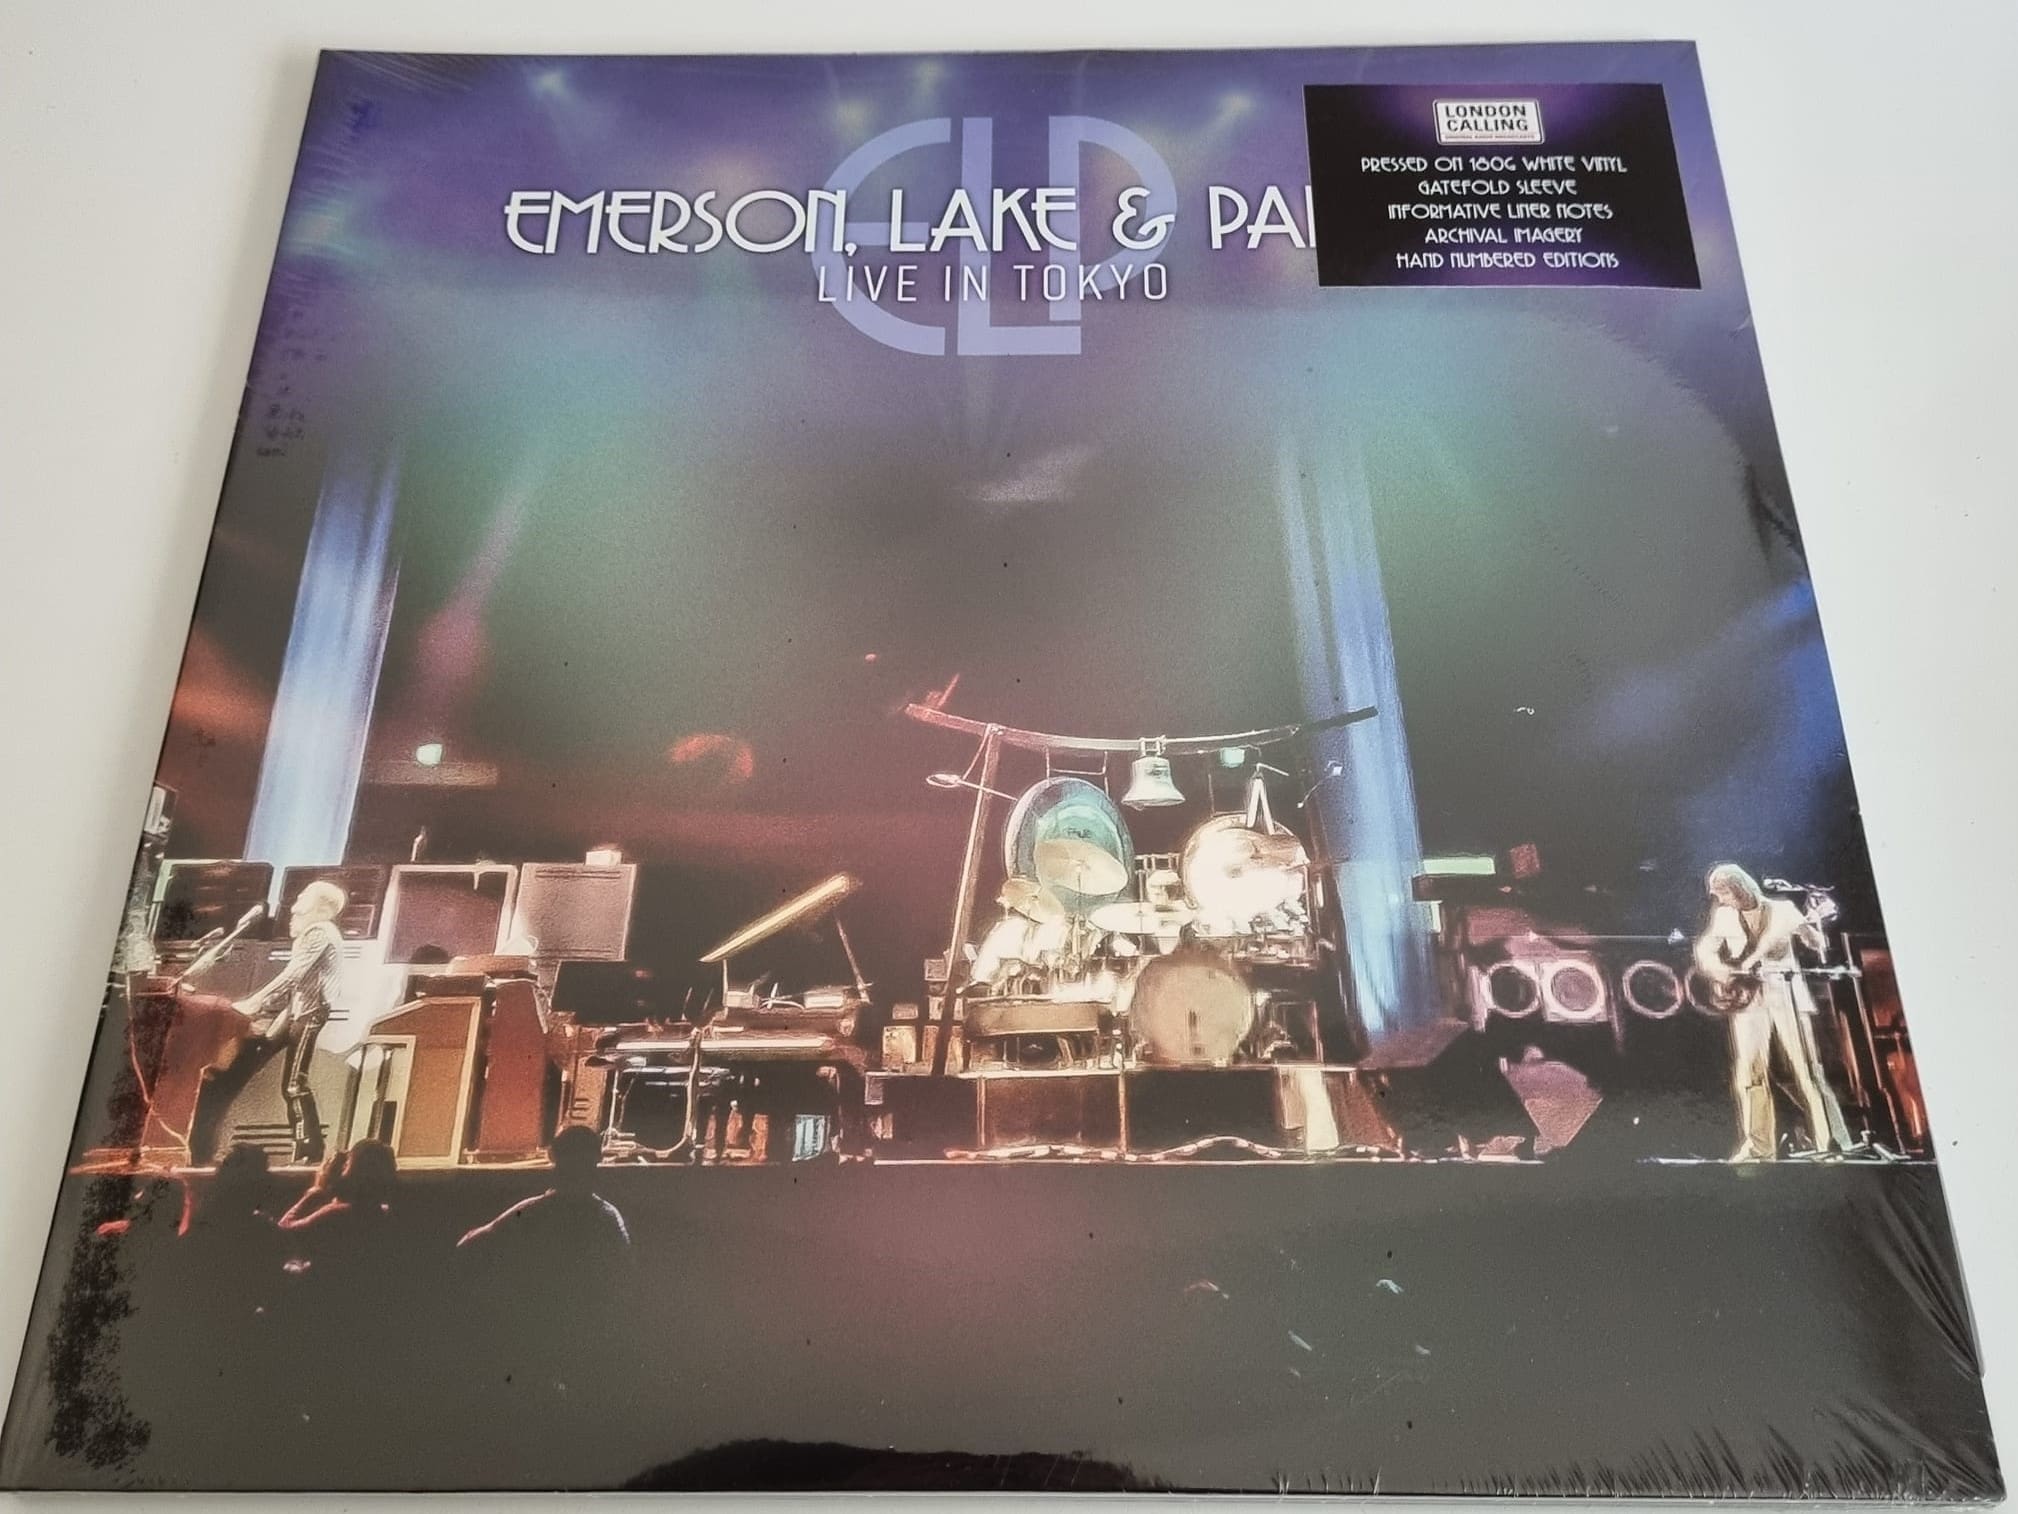 ELP
EMERSON, LAKE & PAL
LIVE IN TOKYO
LONDON
CALLING
PRESSED ON 180G WHITE VINYL
GATEFOLD SLEEVE
INFORMATIVE LINER NOTES
ARCHIVAL IMAGERY
HAND NUMBERED EDITIONS